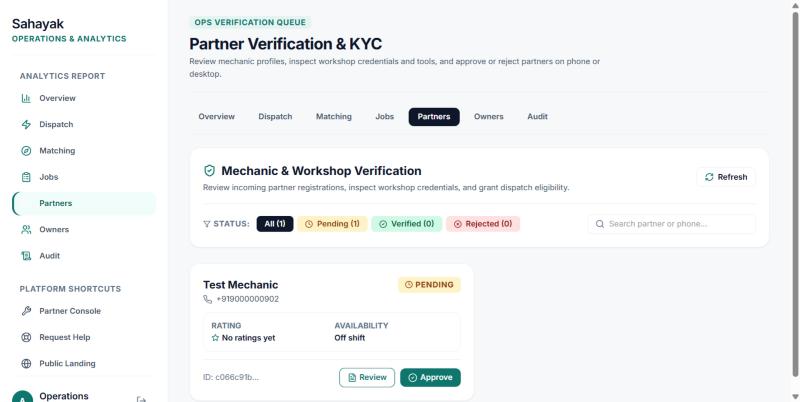 Sahayak
OPERATIONS & ANALYTICS
ANALYTICS REPORT
Overview
Dispatch
Matching
Jobs
Partners
Owners
Audit
PLATFORM SHORTCUTS
Partner Console
Request Help
Public Landing
A
Operations
OPS VERIFICATION QUEUE
Partner Verification & KYC
Review mechanic profiles, inspect workshop credentials and tools, and approve or reject partners on phone or
desktop.
Overview Dispatch Matching Jobs Partners Owners Audit
Mechanic & Workshop Verification
Review incoming partner registrations, inspect workshop credentials, and grant dispatch eligibility.
Refresh
STATUS: All (1) Pending (1) Verified (0) Rejected (0) Search partner or phone...
Test Mechanic
PENDING
+919000000902
RATING AVAILABILITY
No ratings yet Off shift
ID: c066c91b... Review Approve